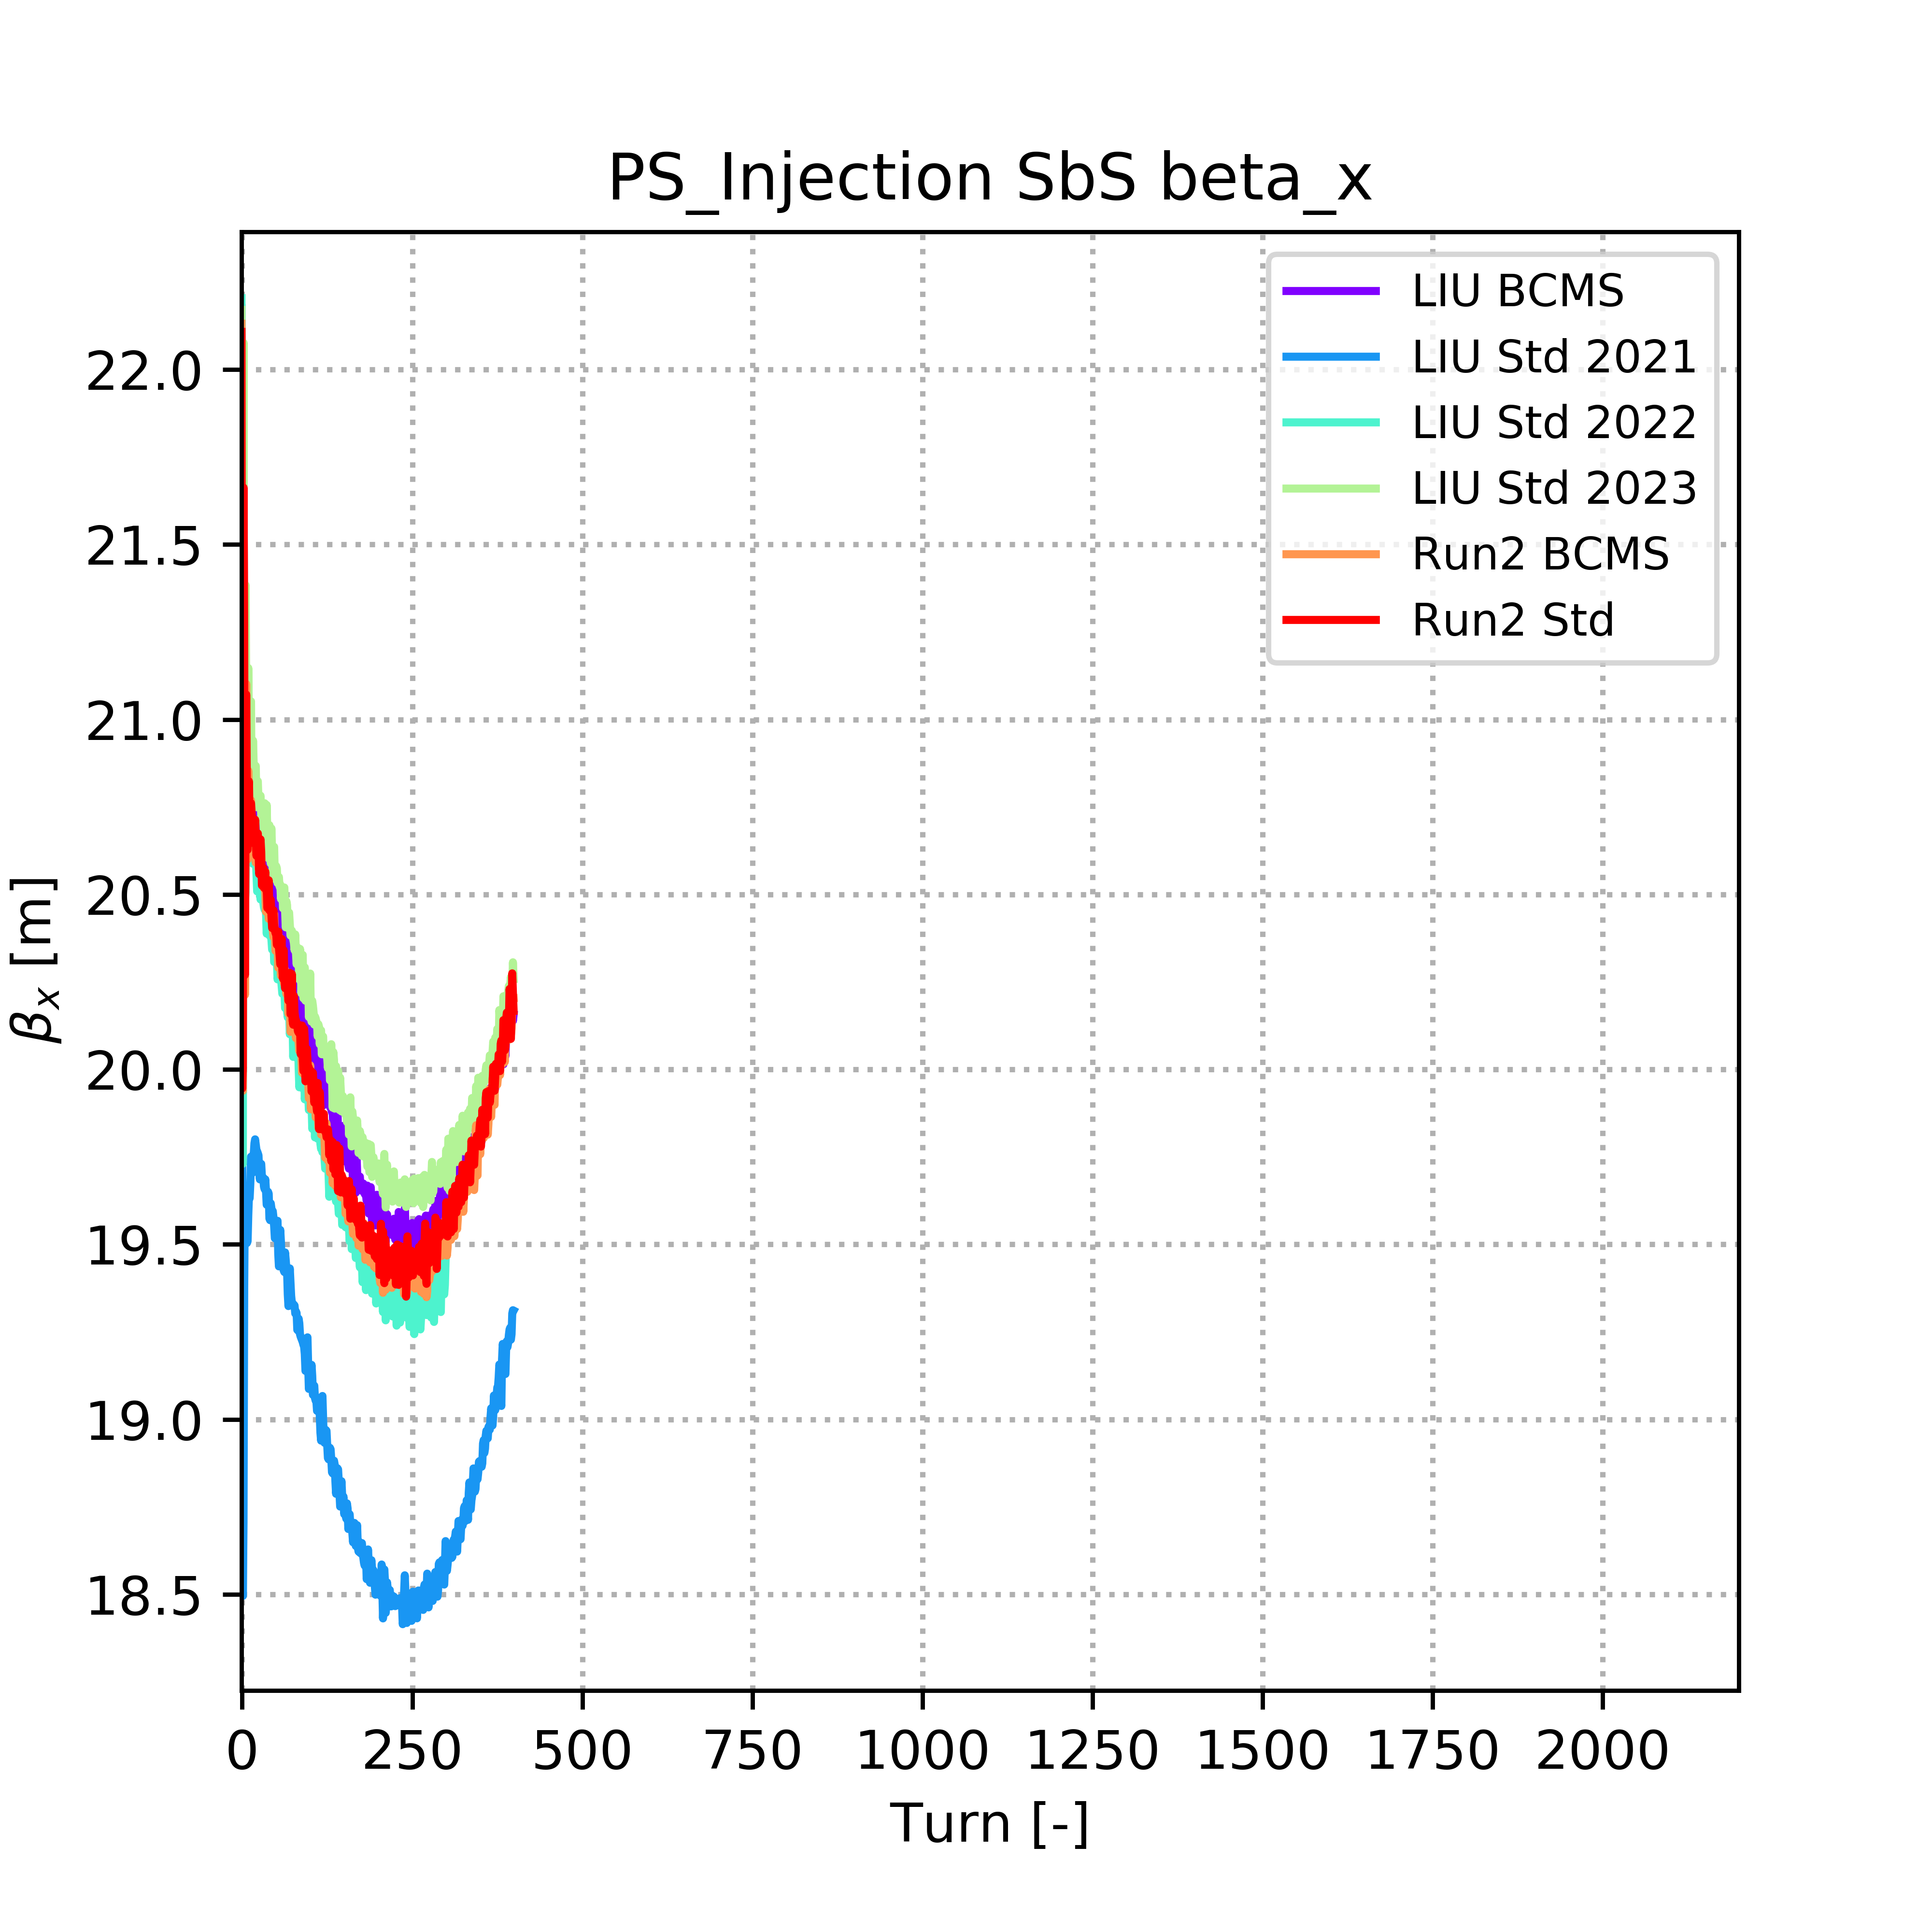 PS_Injection SbS beta_x
LIU BCMS
LIU Std 2021
LIU Std 2022
LIU Std 2023
Run2 BCMS
Run2 Std
22.0
21.5
21.0
20.5
20.0
19.5
19.0
18.5
βx [m]
0 250 500 750 1000 1250 1500 1750 2000
Turn [-]